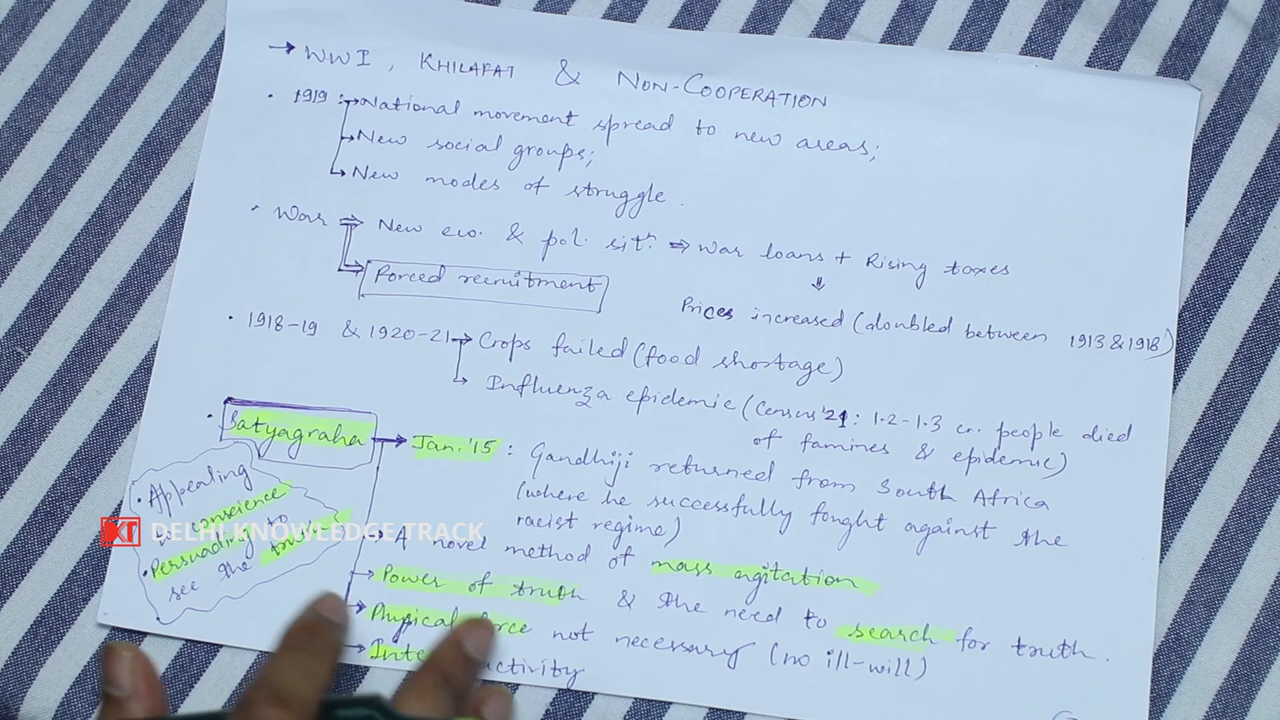 → WWI, KHILAFAT & NON-COOPERATION
• 1919 : → National movement spread to new areas;
→ New social groups;
→ New modes of struggle.
• War ⇒ New eco. & pol. sitn. ⇒ War loans + Rising taxes
⇒ Forced recruitment
⇓
Prices increased (doubled between 1913 & 1918)
• 1918-19 & 1920-21 → Crops failed (food shortage)
→ Influenza epidemic (Census '21 : 1.2-1.3 cr. people died
of famines & epidemic)
• Satyagraha → Jan. '15 : Gandhiji returned from South Africa
(where he successfully fought against the
racist regime)
• Appealing
conscience
• Persuading to
see the truth
→ A novel method of mass agitation
→ Power of truth & the need to search for truth.
→ Physical force not necessary (no ill-will)
→ activity
XT DELHI KNOWLEDGE TRACK